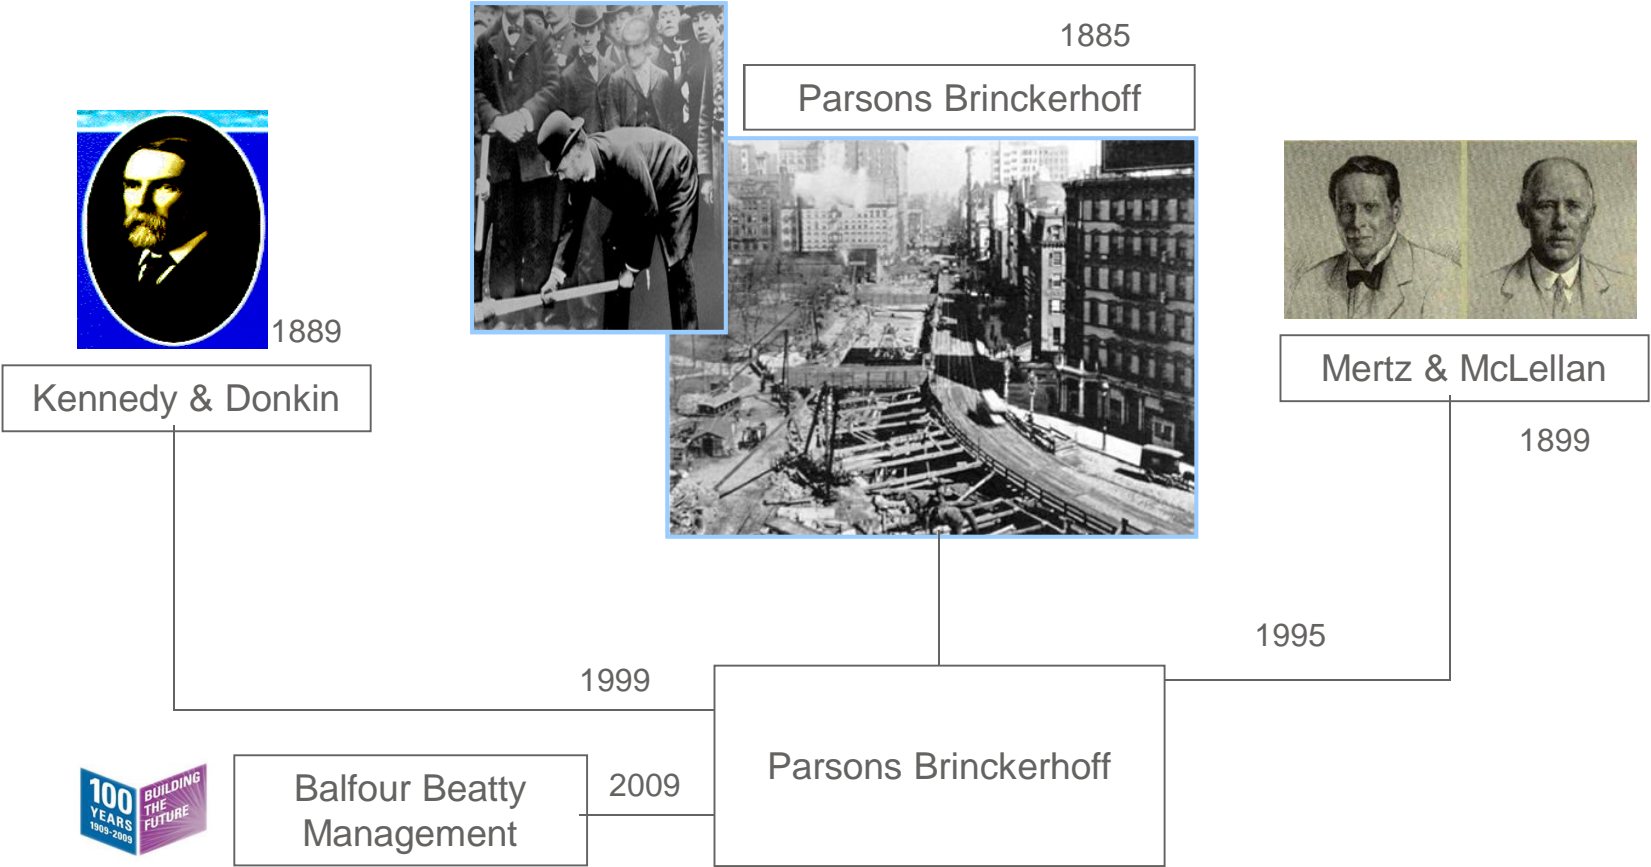 1885
Parsons Brinckerhoff
1889
Kennedy & Donkin
Mertz & McLellan
1899
1995
1999
Parsons Brinckerhoff
2009
Balfour Beatty
Management
100
YEARS
1909-2009
BUILDING
THE
FUTURE